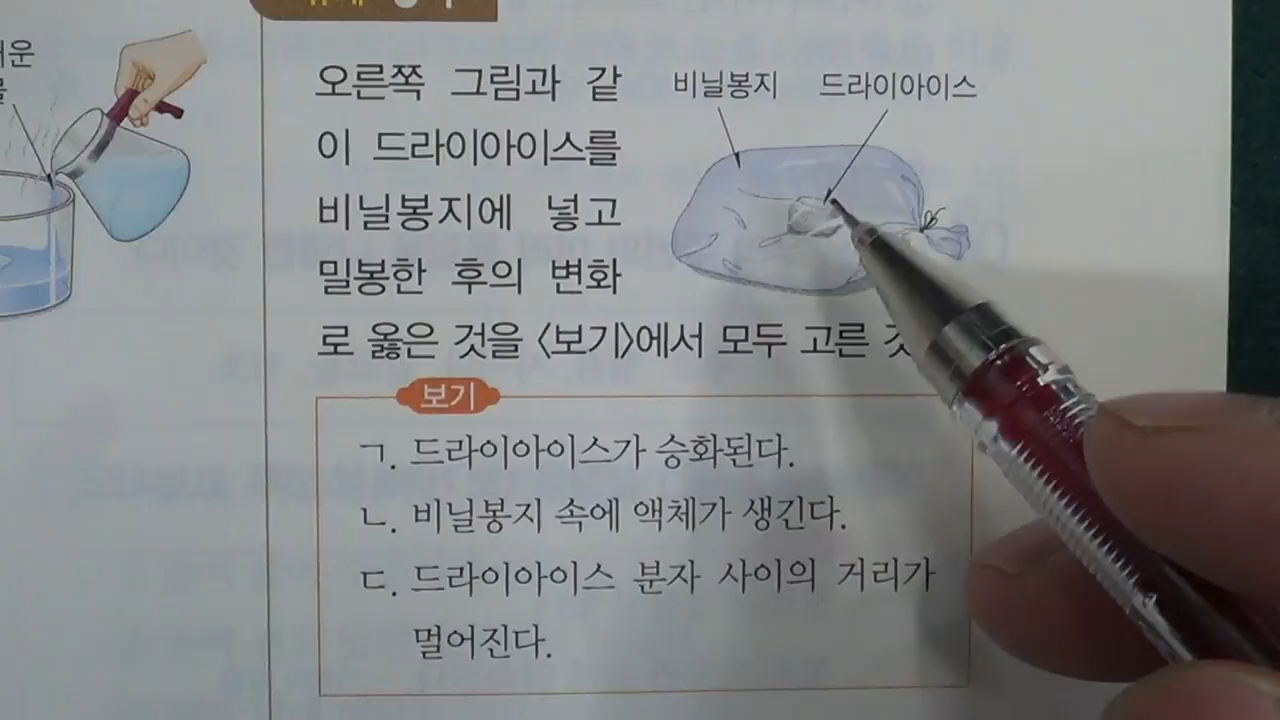 비닐봉지 드라이아이스
오른쪽 그림과 같
이 드라이아이스를
비닐봉지에 넣고
밀봉한 후의 변화
로 옳은 것을 <보기>에서 모두 고른
보기
ㄱ. 드라이아이스가 승화된다.
ㄴ. 비닐봉지 속에 액체가 생긴다.
ㄷ. 드라이아이스 분자 사이의 거리가
멀어진다.